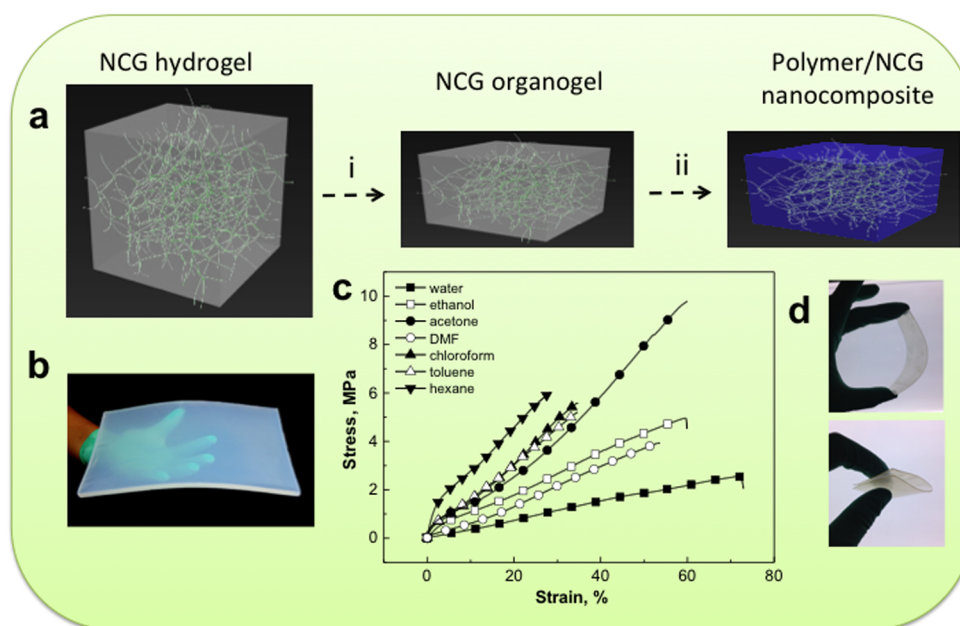 NCG hydrogel
NCG organogel
Polymer/NCG
nanocomposite
a
i
ii
b
c
water
ethanol
acetone
DMF
chloroform
toluene
hexane
10
8
6
4
2
0
Stress, MPa
0 20 40 60 80
Strain, %
d